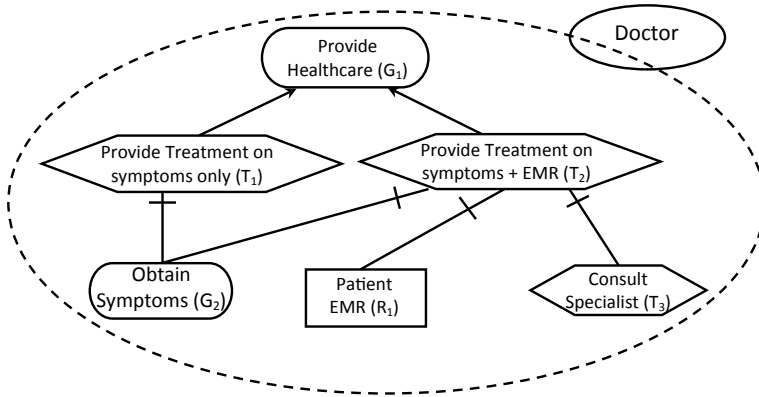 Provide
Healthcare (G₁)
Doctor
Provide Treatment on
symptoms only (T₁)
Provide Treatment on
symptoms + EMR (T₂)
Obtain
Symptoms (G₂)
Patient
EMR (R₁)
Consult
Specialist (T₃)